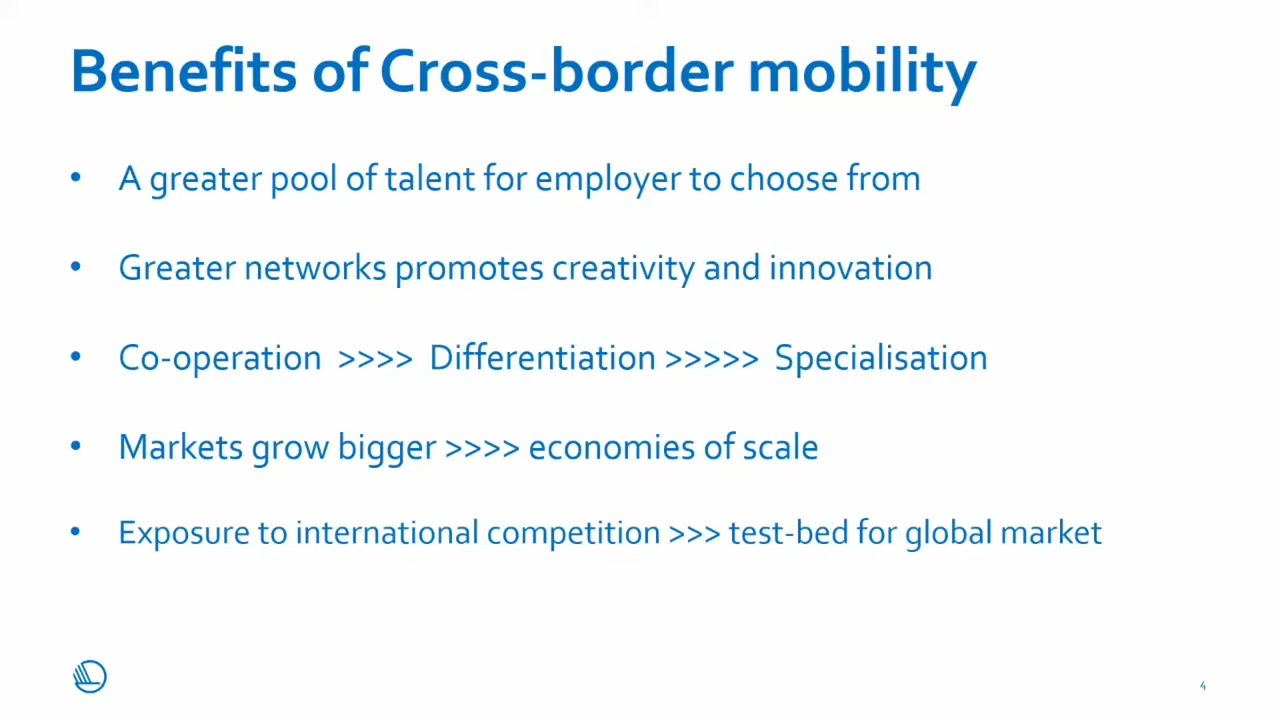 Benefits of Cross-border mobility
• A greater pool of talent for employer to choose from
• Greater networks promotes creativity and innovation
• Co-operation >>>> Differentiation >>>>> Specialisation
• Markets grow bigger >>>> economies of scale
• Exposure to international competition >>> test-bed for global market
4